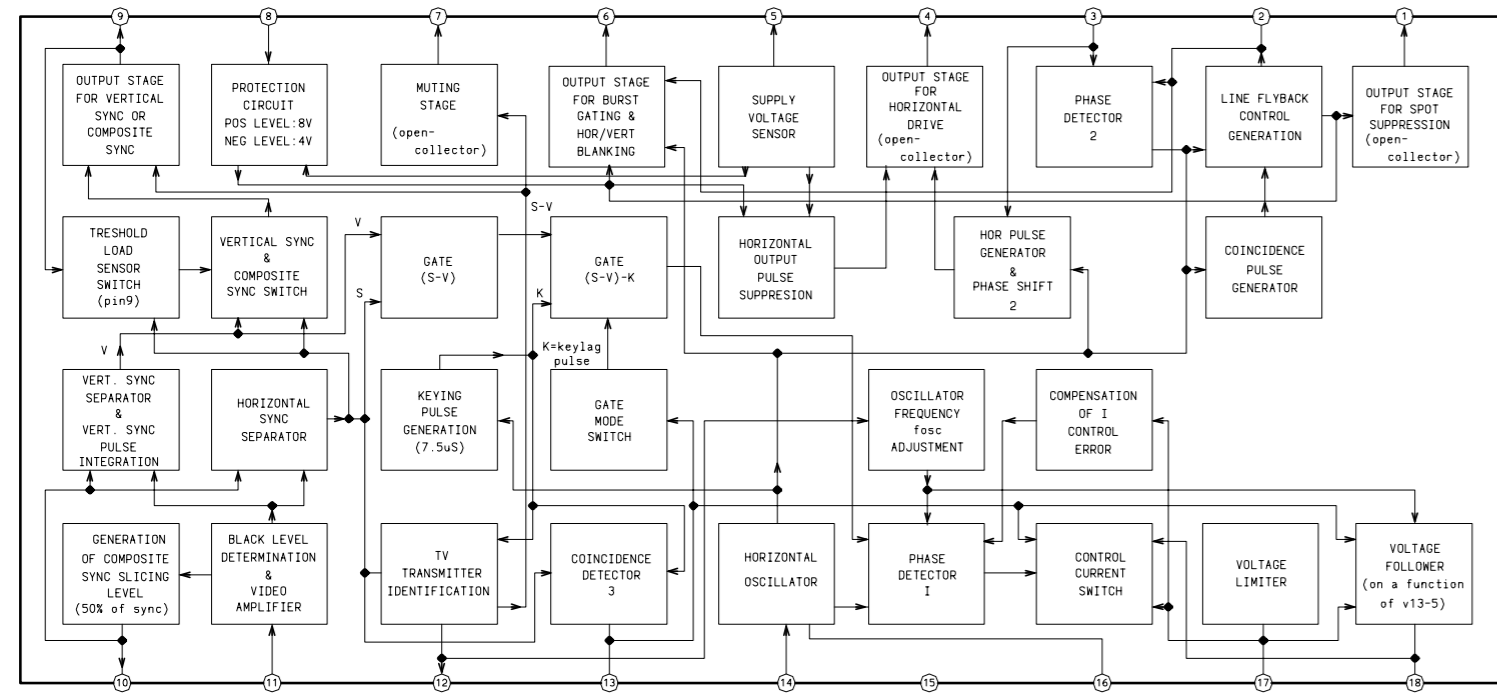 9
8
7
6
5
4
3
2
1
OUTPUT STAGE
FOR VERTICAL
SYNC OR
COMPOSITE
SYNC
PROTECTION
CIRCUIT
POS LEVEL:8V
NEG LEVEL:4V
MUTING
STAGE
(open-
collector)
OUTPUT STAGE
FOR BURST
GATING &
HOR/VERT
BLANKING
SUPPLY
VOLTAGE
SENSOR
OUTPUT STAGE
FOR
HORIZONTAL
DRIVE
(open-
collector)
PHASE
DETECTOR
2
LINE FLYBACK
CONTROL
GENERATION
OUTPUT STAGE
FOR SPOT
SUPPRESSION
(open-
collector)
TRESHOLD
LOAD
SENSOR
SWITCH
(pin9)
VERTICAL SYNC
&
COMPOSITE
SYNC SWITCH
V
S
GATE
(S-V)
S-V
K
GATE
(S-V)-K
HORIZONTAL
OUTPUT
PULSE
SUPPRESION
HOR PULSE
GENERATOR
&
PHASE SHIFT
2
COINCIDENCE
PULSE
GENERATOR
V
K=keylag
pulse
VERT. SYNC
SEPARATOR
&
VERT. SYNC
PULSE
INTEGRATION
HORIZONTAL
SYNC
SEPARATOR
KEYING
PULSE
GENERATION
(7.5uS)
GATE
MODE
SWITCH
OSCILLATOR
FREQUENCY
fosc
ADJUSTMENT
COMPENSATION
OF I
CONTROL
ERROR
GENERATION
OF COMPOSITE
SYNC SLICING
LEVEL
(50% of sync)
BLACK LEVEL
DETERMINATION
&
VIDEO
AMPLIFIER
TV
TRANSMITTER
IDENTIFICATION
COINCIDENCE
DETECTOR
3
HORIZONTAL
OSCILLATOR
PHASE
DETECTOR
I
CONTROL
CURRENT
SWITCH
VOLTAGE
LIMITER
VOLTAGE
FOLLOWER
(on a function
of v13-5)
10
11
12
13
14
15
16
17
18